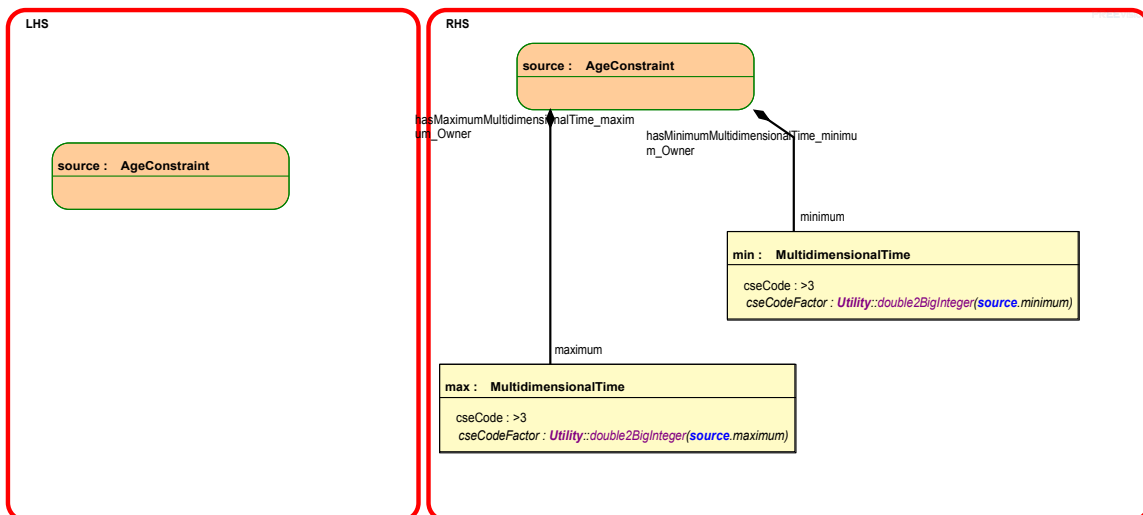 LHS
source : AgeConstraint
RHS
source : AgeConstraint
hasMaximumMultidimensionalTime_maxim
um_Owner
hasMinimumMultidimensionalTime_minimu
m_Owner
minimum
min : MultidimensionalTime
cseCode : >3
cseCodeFactor : Utility::double2BigInteger(source.minimum)
maximum
max : MultidimensionalTime
cseCode : >3
cseCodeFactor : Utility::double2BigInteger(source.maximum)